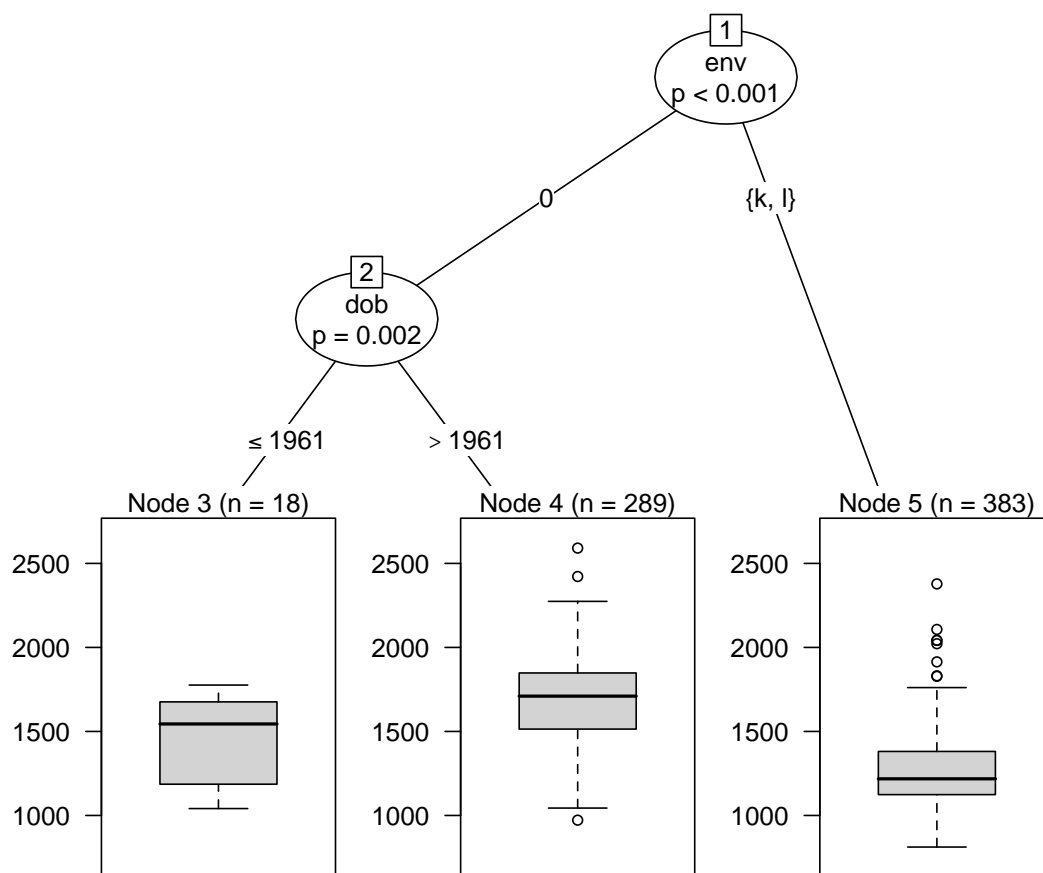 1
env
p < 0.001
0
{k, l}
2
dob
p = 0.002
≤ 1961
> 1961
Node 3 (n = 18)
2500
2000
1500
1000
Node 4 (n = 289)
2500
2000
1500
1000
Node 5 (n = 383)
2500
2000
1500
1000